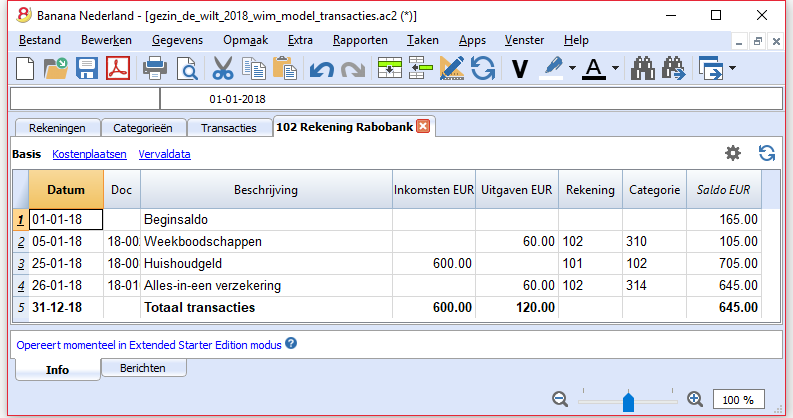 Banana Nederland - [gezin_de_wilt_2018_wim_model_transacties.ac2 (*)]
Bestand Bewerken Gegevens Opmaak Extra Rapporten Taken Apps Venster Help
V A
01-01-2018
Rekeningen Categorieën Transacties 102 Rekening Rabobank
Basis Kostenplaatsen Vervaldata
Datum Doc Beschrijving Inkomsten EUR Uitgaven EUR Rekening Categorie Saldo EUR
1 01-01-18 Beginsaldo 165.00
2 05-01-18 18-00 Weekboodschappen 60.00 102 310 105.00
3 25-01-18 18-00 Huishoudgeld 600.00 101 102 705.00
4 26-01-18 18-01 Alles-in-een verzekering 60.00 102 314 645.00
5 31-12-18 Totaal transacties 600.00 120.00 645.00
Opereert momenteel in Extended Starter Edition modus ?
Info Berichten
100 %